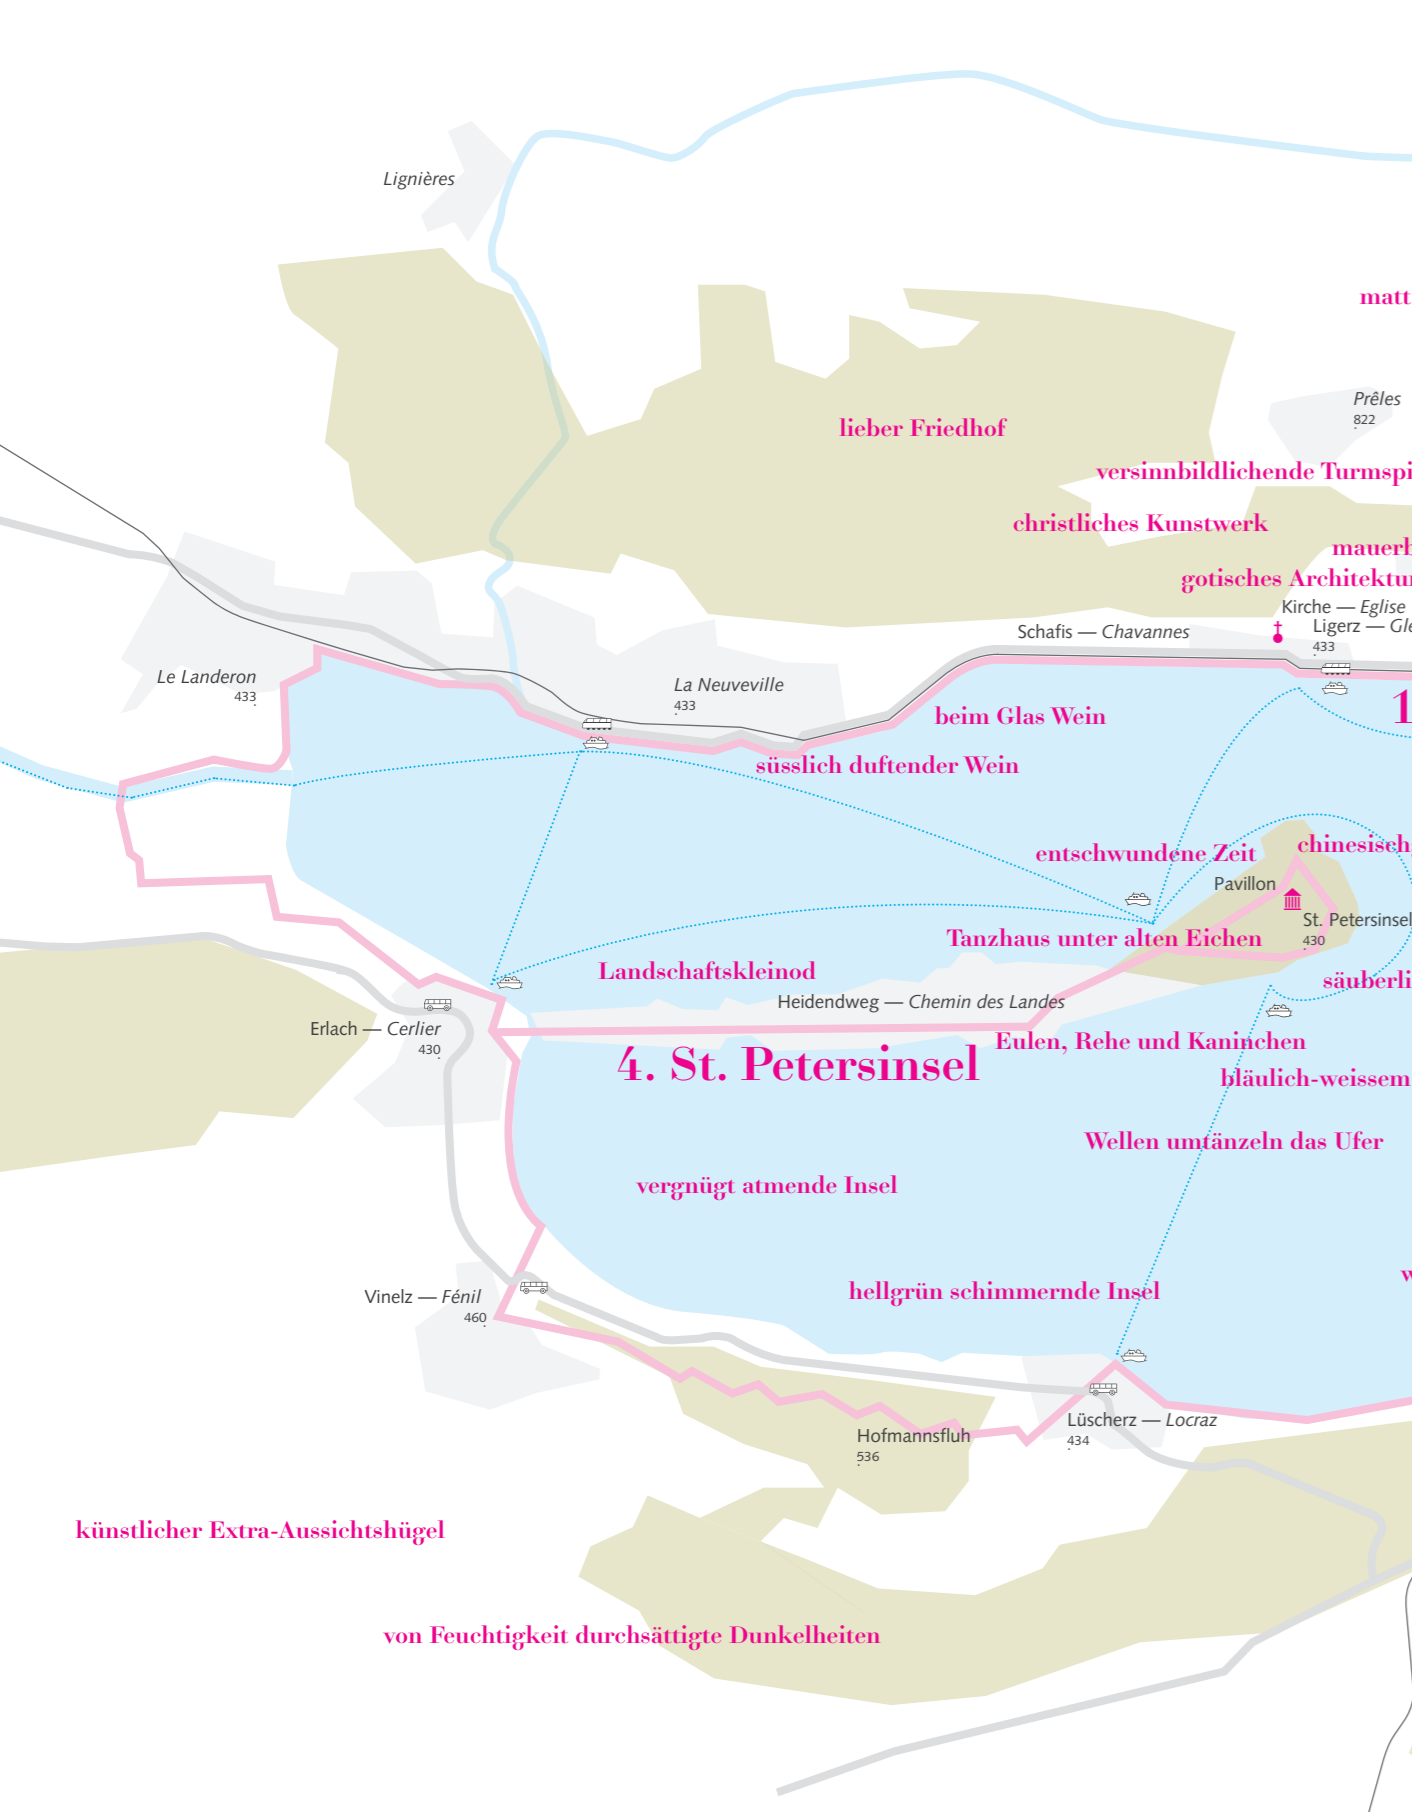 Lignières
matt
Prêles
822
lieber Friedhof
versinnbildlichende Turmspi
christliches Kunstwerk
mauerb
gotisches Architektur
Kirche — Eglise
Schafis — Chavannes
Ligerz — Gle
433
Le Landeron
433
La Neuveville
433
beim Glas Wein
1
süsslich duftender Wein
entschwundene Zeit
chinesisch
Pavillon
St. Petersinsel
430
Tanzhaus unter alten Eichen
Landschaftskleinod
säuberli
Heidendweg — Chemin des Landes
Erlach — Cerlier
430
Eulen, Rehe und Kaninchen
4. St. Petersinsel
bläulich-weissem
Wellen umtänzeln das Ufer
vergnügt atmende Insel
w
hellgrün schimmernde Insel
Vinelz — Fénil
460
Lüscherz — Locraz
434
Hofmannsfluh
536
künstlicher Extra-Aussichtshügel
von Feuchtigkeit durchsättigte Dunkelheiten